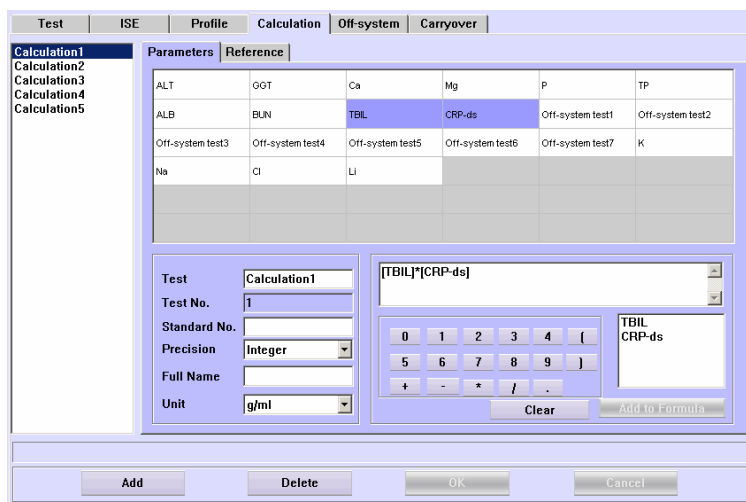 Test ISE Profile Calculation Off-system Carryover
Calculation1
Calculation2
Calculation3
Calculation4
Calculation5
Parameters Reference
ALT GGT Ca Mg P TP
ALB BUN TBIL CRP-ds Off-system test1 Off-system test2
Off-system test3 Off-system test4 Off-system test5 Off-system test6 Off-system test7 K
Na Cl Li
Test Calculation1
Test No. 1
Standard No.
Precision Integer
Full Name
Unit g/ml
[TBIL]*[CRP-ds]
0 1 2 3 4 (
5 6 7 8 9 )
+ - * / .
TBIL
CRP-ds
Clear Add to Formula
Add Delete OK Cancel